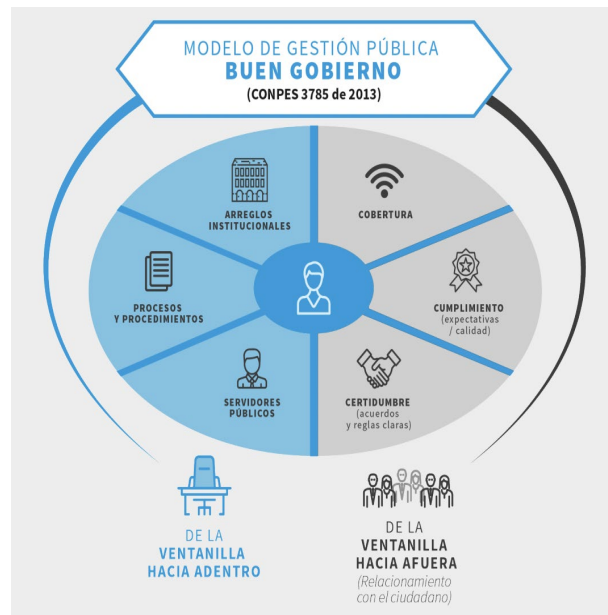 MODELO DE GESTIÓN PÚBLICA
BUEN GOBIERNO
(CONPES 3785 de 2013)
ARREGLOS
INSTITUCIONALES
COBERTURA
PROCESOS
Y PROCEDIMIENTOS
CUMPLIMIENTO
(expectativas
/ calidad)
SERVIDORES
PÚBLICOS
CERTIDUMBRE
(acuerdos
y reglas claras)
DE LA
VENTANILLA
HACIA ADENTRO
DE LA
VENTANILLA
HACIA AFUERA
(Relacionamiento
con el ciudadano)